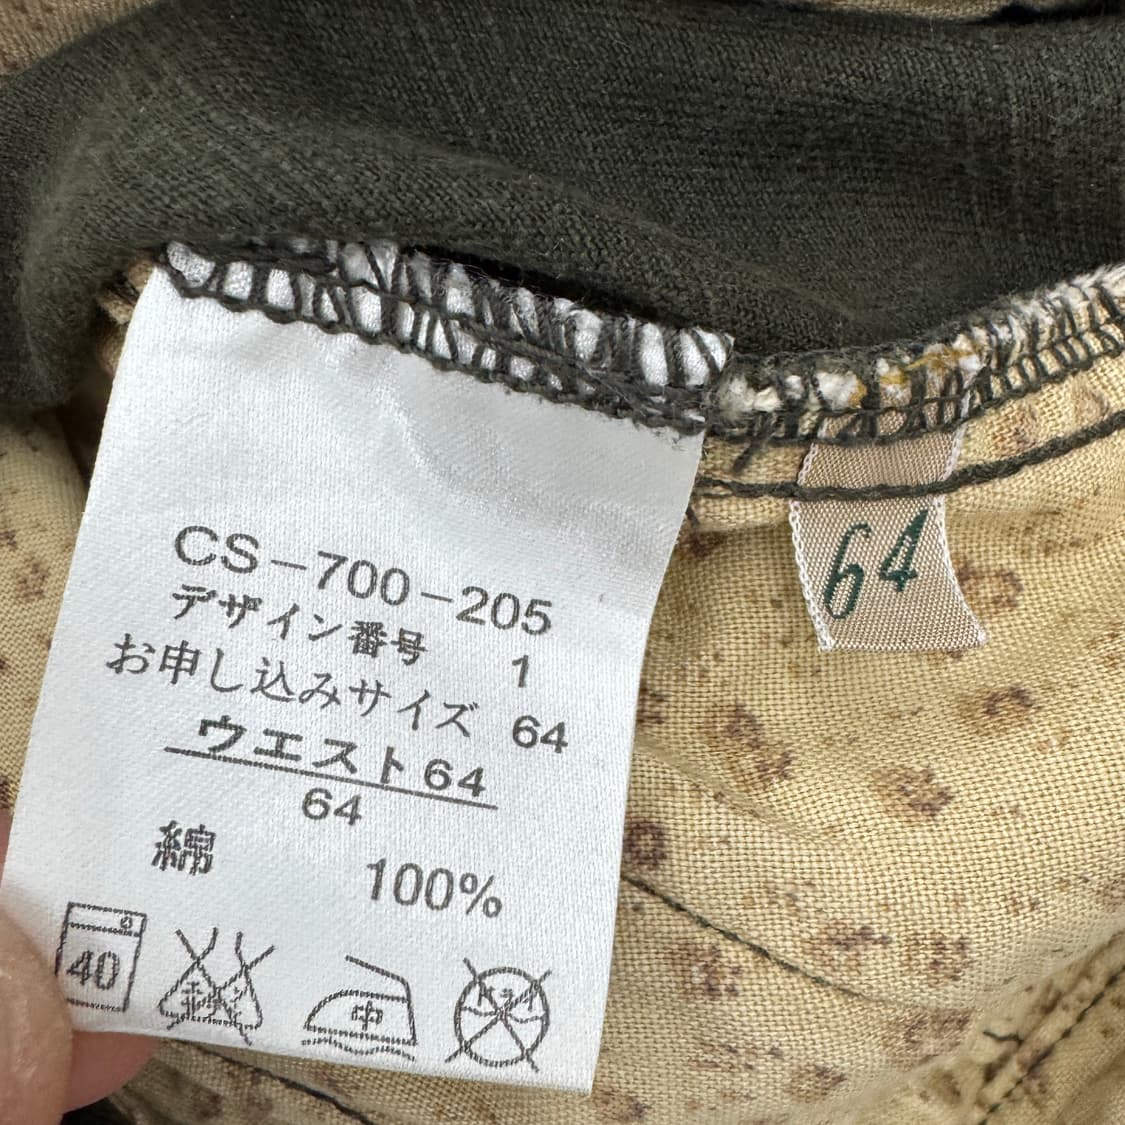 CS-700-205
デザイン番号 1
お申し込みサイズ 64
ウエスト64
64
綿 100%
40
中
64